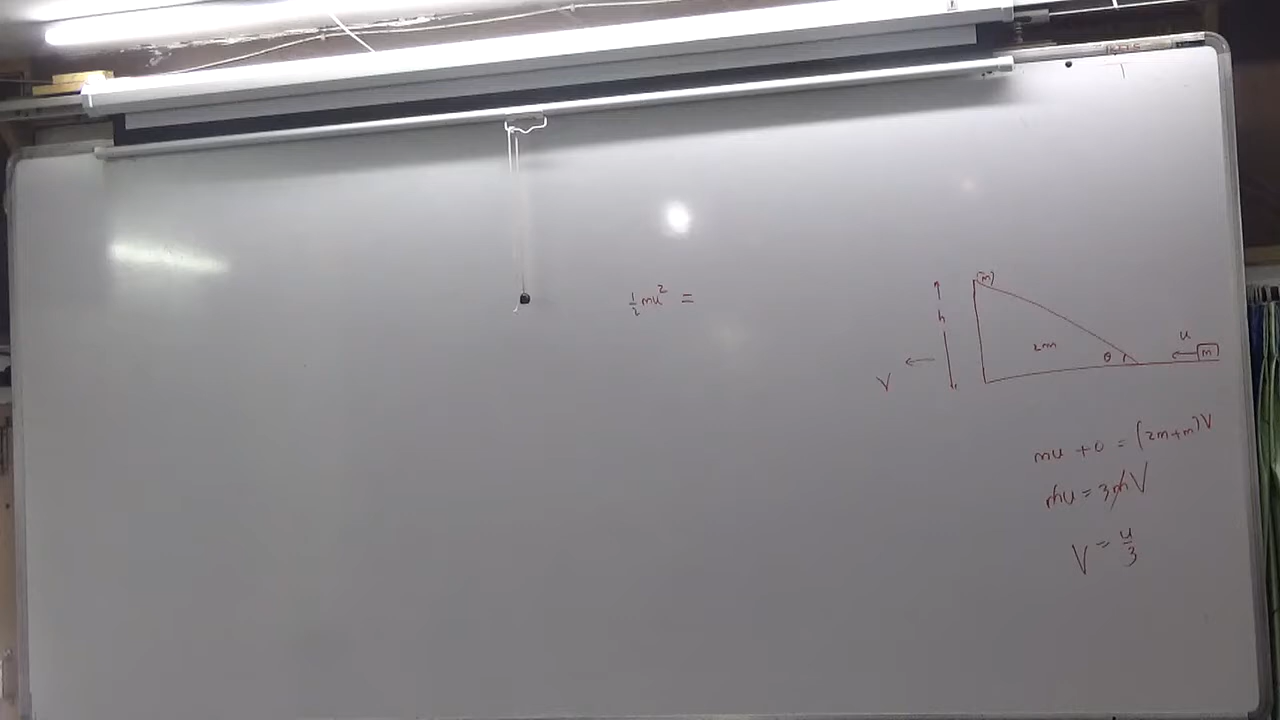 ½mu² =
m
h
2m
θ
u
m
V
mu + 0 = (2m+m)V
mu = 3mV
V = u/3